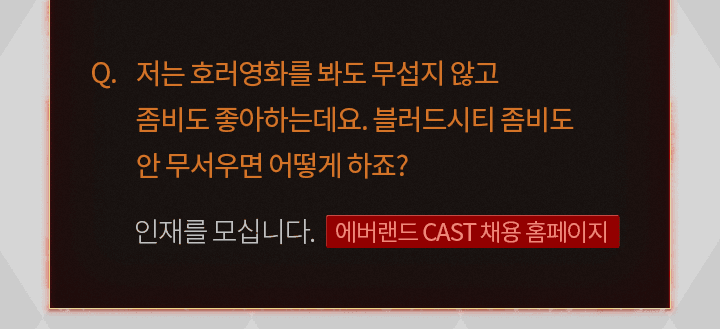 Q. 저는 호러영화를 봐도 무섭지 않고
좀비도 좋아하는데요. 블러드시티 좀비도
안 무서우면 어떻게 하죠?
인재를 모십니다. 에버랜드 CAST 채용 홈페이지